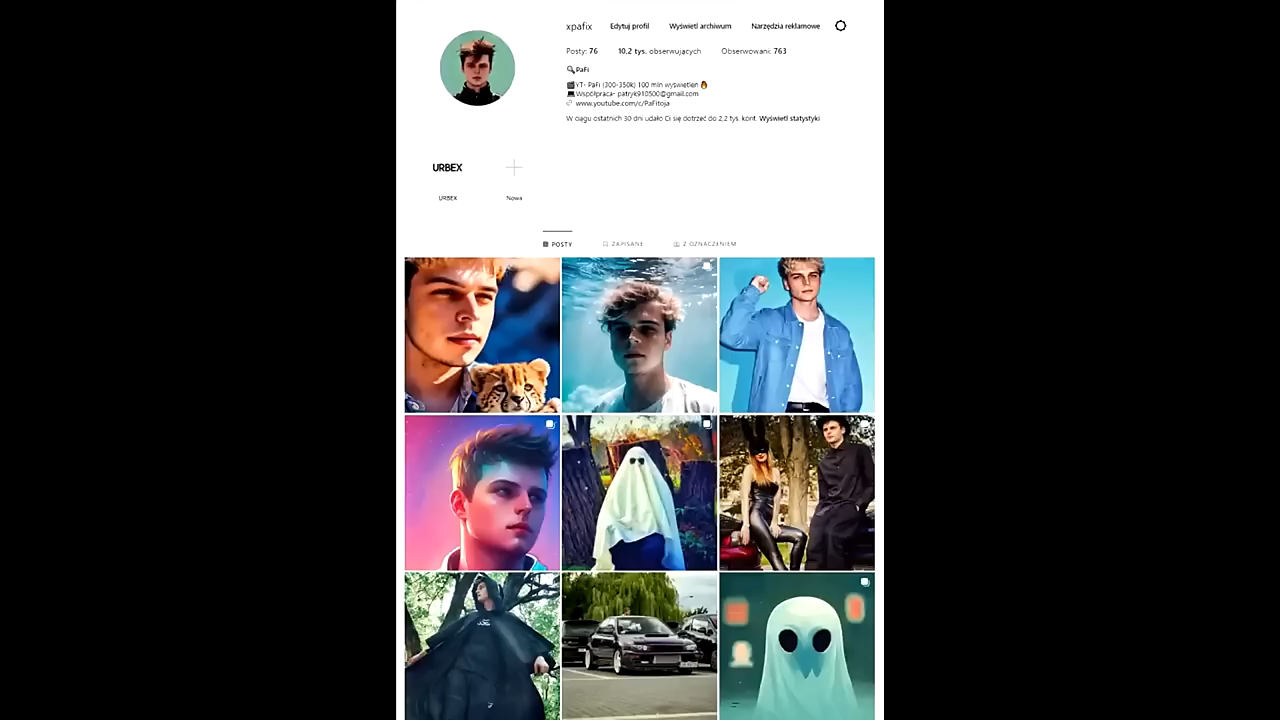 xpafix Edytuj profil Wyświetl archiwum Narzędzia reklamowe
Posty: 76 10,2 tys. obserwujących Obserwowani: 763
PaFi
YT- PaFi (300-350k) 100 mln wyświetleń
Współpraca- patryk910500@gmail.com
www.youtube.com/c/PaFitoja
W ciągu ostatnich 30 dni udało Ci się dotrzeć do 2,2 tys. kont. Wyświetl statystyki
URBEX
URBEX Nowa
POSTY ZAPISANE Z OZNACZENIEM